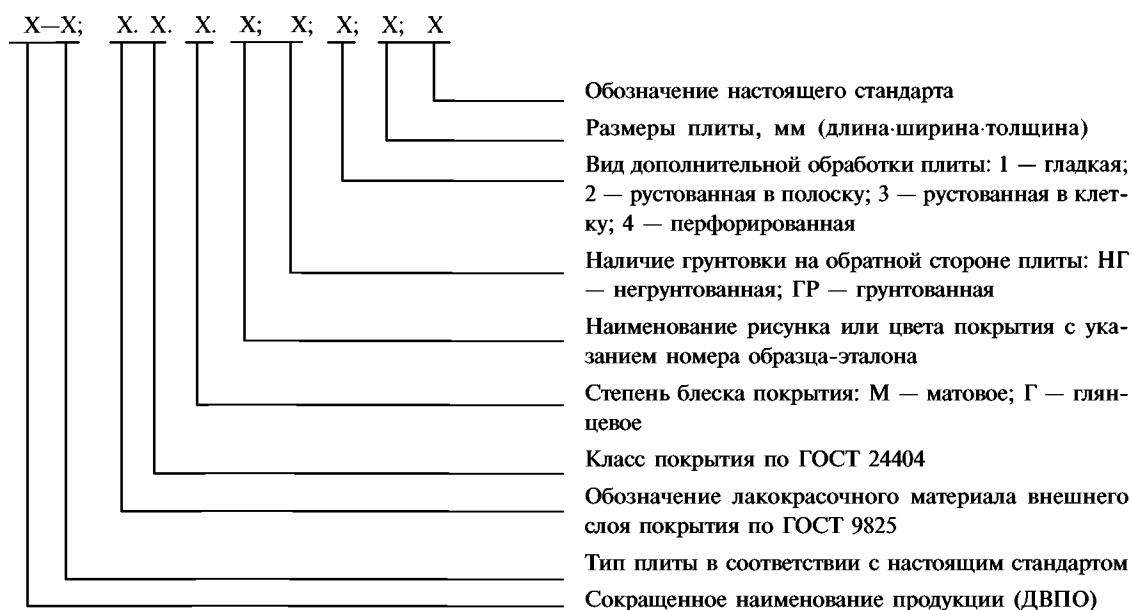 X—X; X. X. X. X; X; X; X; X
Обозначение настоящего стандарта
Размеры плиты, мм (длина·ширина·толщина)
Вид дополнительной обработки плиты: 1 — гладкая;
2 — рустованная в полоску; 3 — рустованная в клет-
ку; 4 — перфорированная
Наличие грунтовки на обратной стороне плиты: НГ
— негрунтованная; ГР — грунтованная
Наименование рисунка или цвета покрытия с ука-
занием номера образца-эталона
Степень блеска покрытия: М — матовое; Г — глян-
цевое
Класс покрытия по ГОСТ 24404
Обозначение лакокрасочного материала внешнего
слоя покрытия по ГОСТ 9825
Тип плиты в соответствии с настоящим стандартом
Сокращенное наименование продукции (ДВПО)